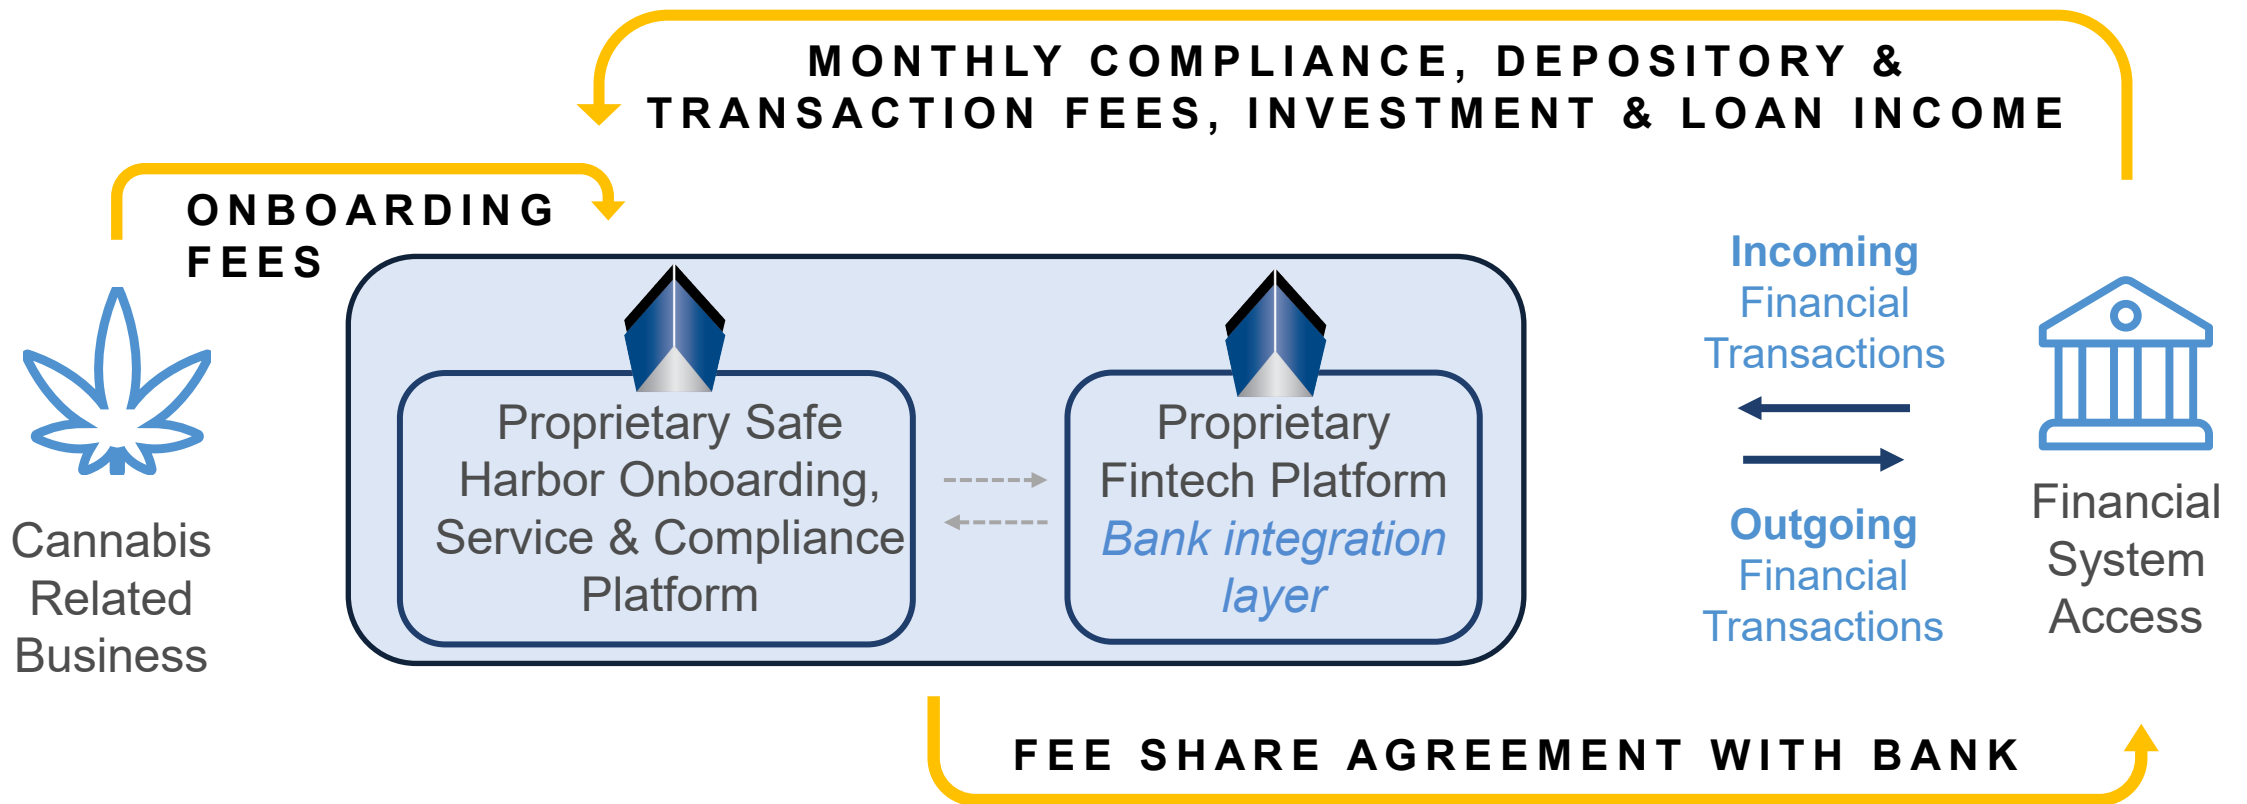 MONTHLY COMPLIANCE, DEPOSITORY &
TRANSACTION FEES, INVESTMENT & LOAN INCOME
ONBOARDING
FEES
Cannabis
Related
Business
Proprietary Safe
Harbor Onboarding,
Service & Compliance
Platform
Proprietary
Fintech Platform
Bank integration
layer
Incoming
Financial
Transactions
Outgoing
Financial
Transactions
Financial
System
Access
FEE SHARE AGREEMENT WITH BANK